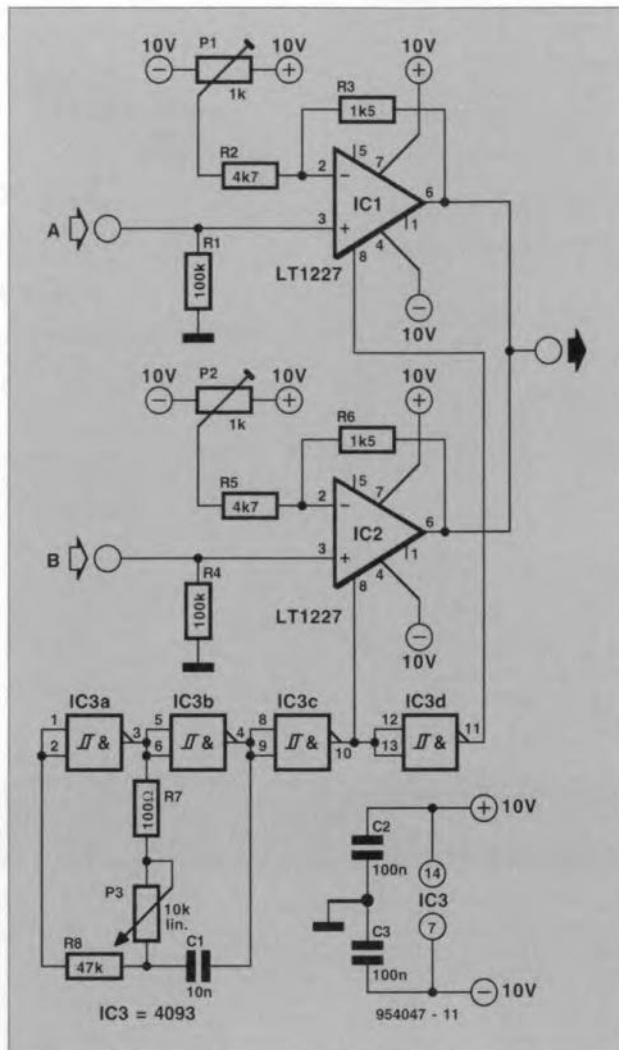 10V P1 10V
− +
1k
10V
+
R3
1k5
R2
4k7
5
7
2 −
IC1
6
A
3 +
1
4
8
R1
100k
LT1227
−
10V
10V P2 10V
− +
1k
10V
+
R6
1k5
R5
4k7
5
7
2 −
IC2
6
B
3 +
1
4
8
R4
100k
LT1227
−
10V
IC3a IC3b IC3c IC3d
1 2 & 3 5 6 & 4 8 9 & 10 12 13 & 11
R7
100Ω
P3
10k
lin.
R8
47k
C1
10n
C2
100n
C3
100n
+ 10V
14
IC3
7
− 10V
IC3 = 4093
954047 - 11